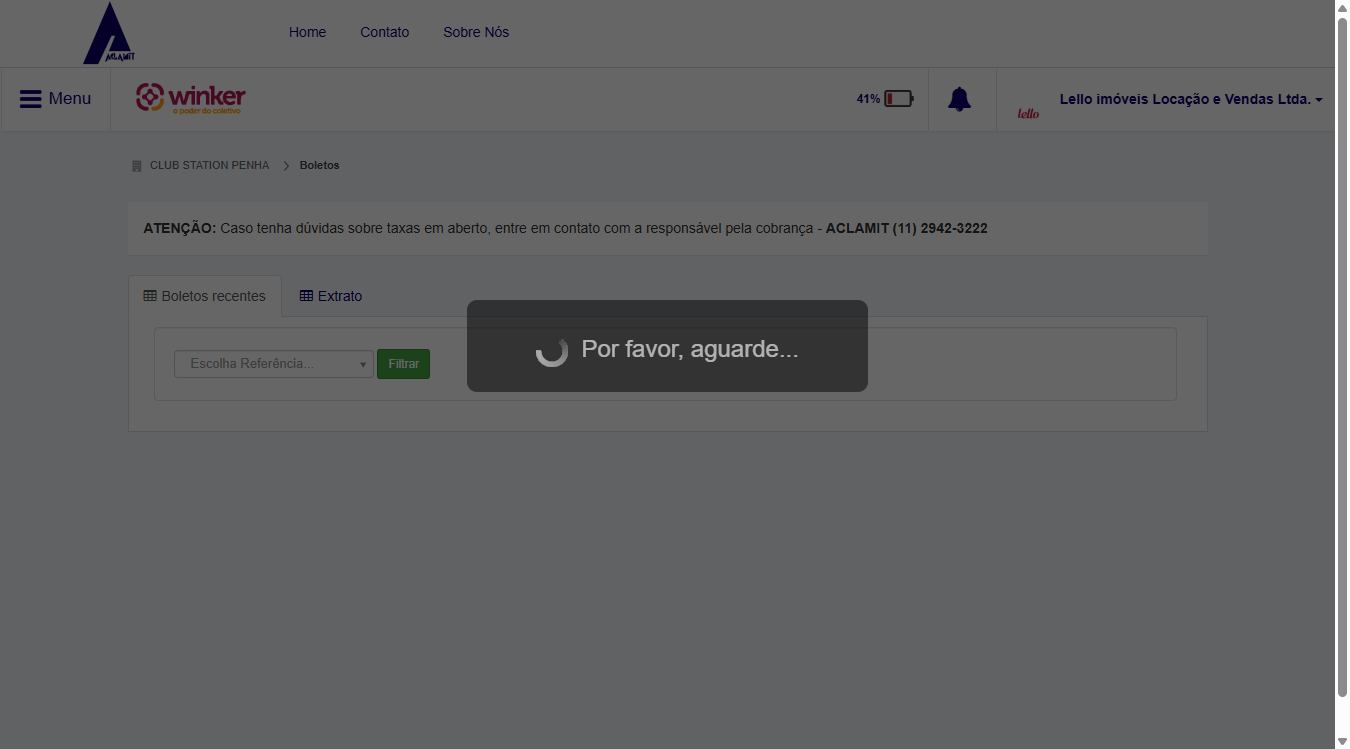 ACLAMIT
Home
Contato
Sobre Nós
Menu
winker
o poder do coletivo
41%
lello
Lello imóveis Locação e Vendas Ltda.
CLUB STATION PENHA
Boletos
ATENÇÃO: Caso tenha dúvidas sobre taxas em aberto, entre em contato com a responsável pela cobrança - ACLAMIT (11) 2942-3222
Boletos recentes
Extrato
Por favor, aguarde...
Escolha Referência...
Filtrar